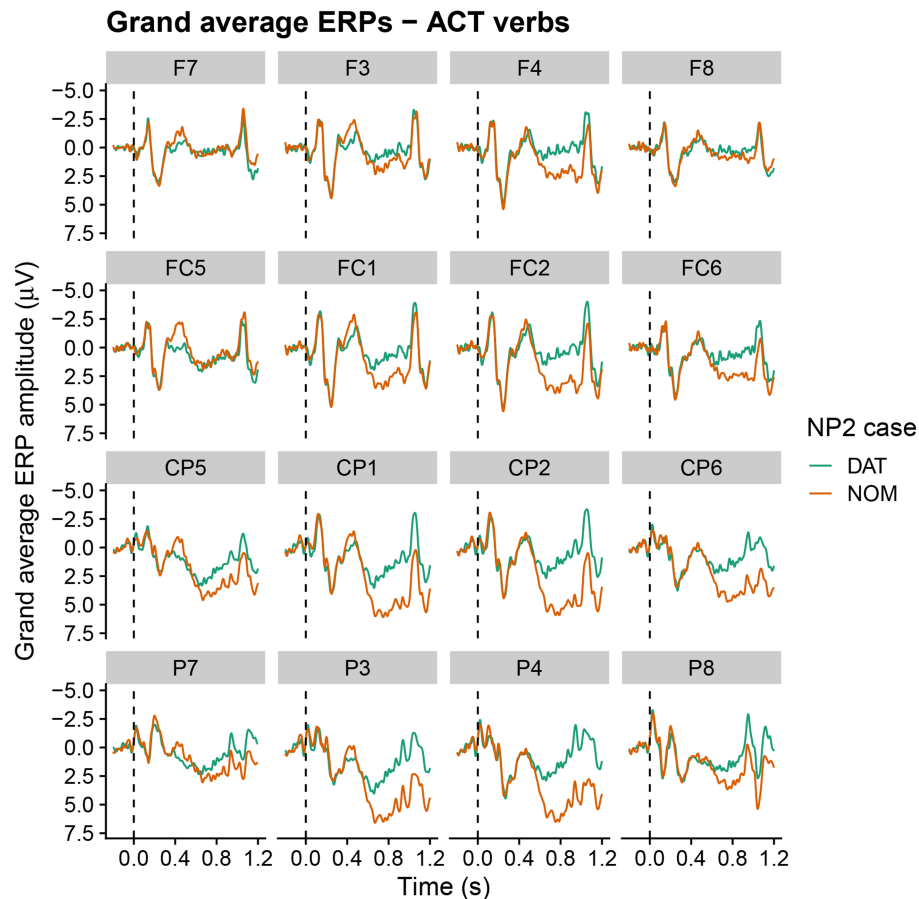 Grand average ERPs − ACT verbs
F7 F3 F4 F8
−5.0
−2.5
0.0
2.5
5.0
7.5
FC5 FC1 FC2 FC6
−5.0
−2.5
0.0
2.5
5.0
7.5
CP5 CP1 CP2 CP6
−5.0
−2.5
0.0
2.5
5.0
7.5
P7 P3 P4 P8
−5.0
−2.5
0.0
2.5
5.0
7.5
0.0 0.4 0.8 1.2 0.0 0.4 0.8 1.2 0.0 0.4 0.8 1.2 0.0 0.4 0.8 1.2
Time (s)
Grand average ERP amplitude (μV)
NP2 case
DAT
NOM